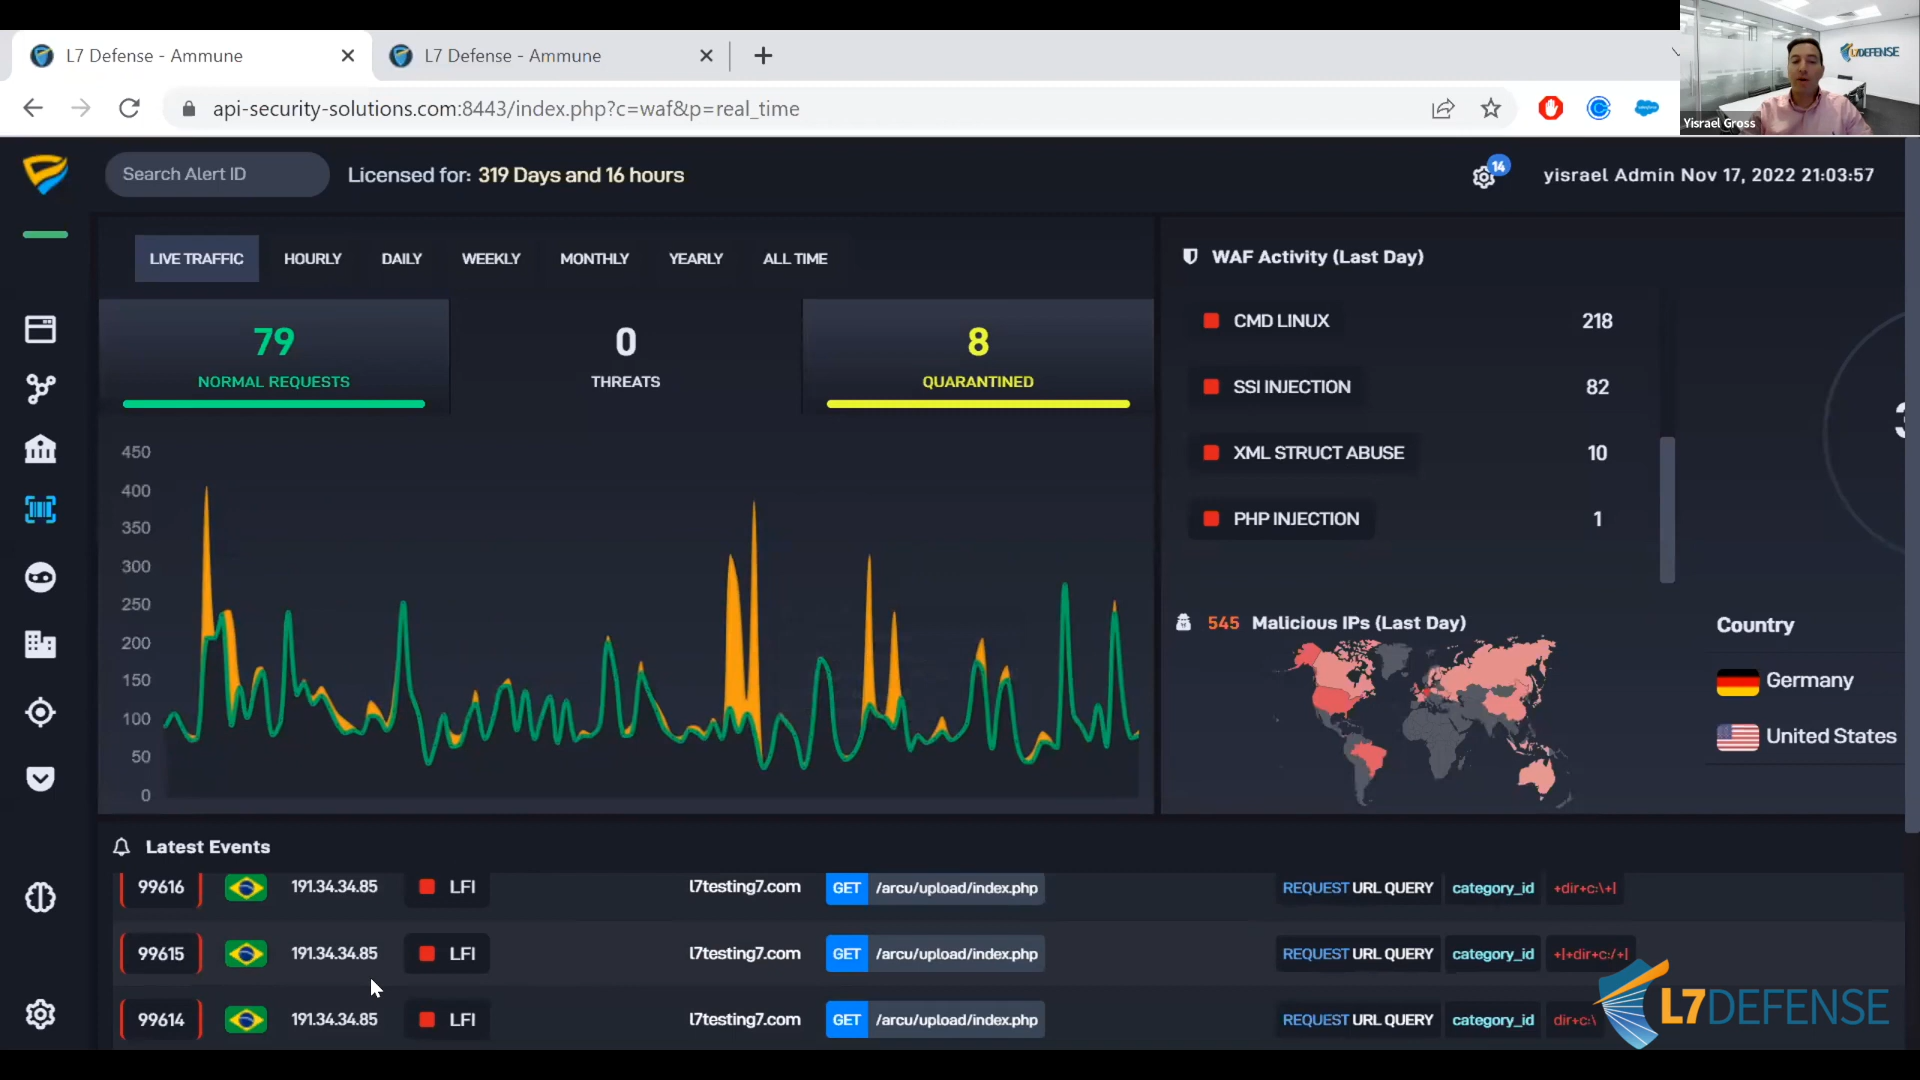 L7 Defense - Ammune
L7 Defense - Ammune
api-security-solutions.com:8443/index.php?c=waf&p=real_time
L7DEFENSE
Yisrael Gross
Search Alert ID
Licensed for: 319 Days and 16 hours
14
yisrael Admin Nov 17, 2022 21:03:57
LIVE TRAFFIC HOURLY DAILY WEEKLY MONTHLY YEARLY ALL TIME
79
NORMAL REQUESTS
0
THREATS
8
QUARANTINED
450
400
350
300
250
200
150
100
50
0
WAF Activity (Last Day)
CMD LINUX 218
SSI INJECTION 82
XML STRUCT ABUSE 10
PHP INJECTION 1
545 Malicious IPs (Last Day)
Country
Germany
United States
Latest Events
99616 191.34.34.85 LFI l7testing7.com GET /arcu/upload/index.php REQUEST URL QUERY category_id +dir+c:\+|
99615 191.34.34.85 LFI l7testing7.com GET /arcu/upload/index.php REQUEST URL QUERY category_id +|+dir+c:/+|
99614 191.34.34.85 LFI l7testing7.com GET /arcu/upload/index.php REQUEST URL QUERY category_id dir+c:\
L7DEFENSE